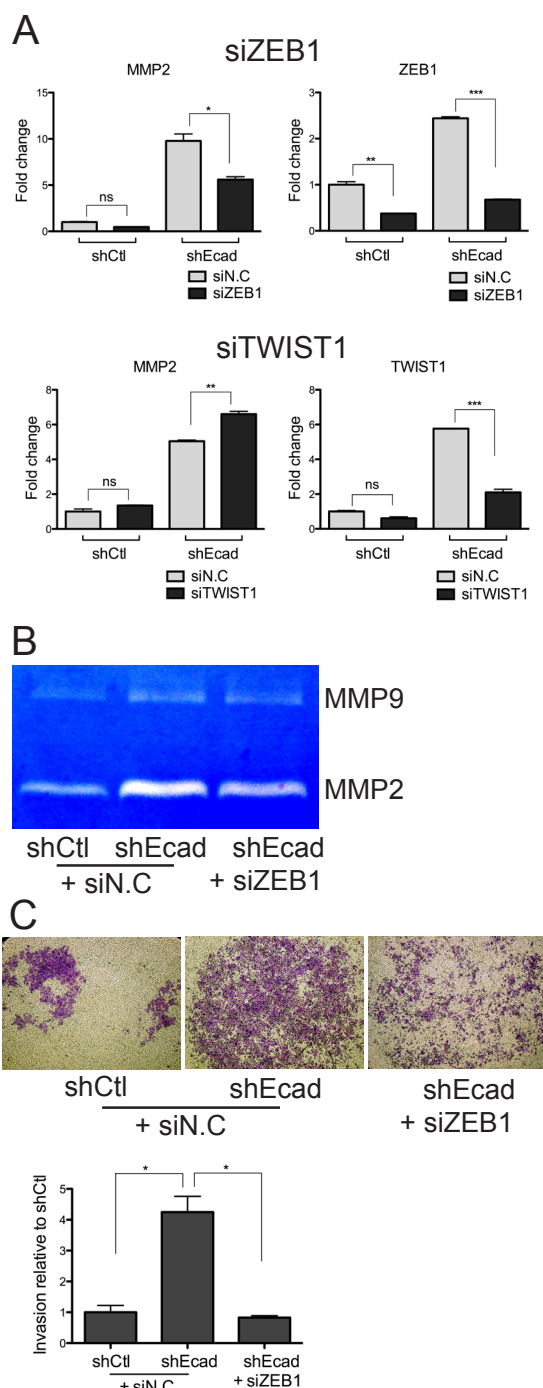 A
siZEB1
MMP2
ZEB1
Fold change
15
10
5
0
ns
*
shCtl
shEcad
siN.C
siZEB1
Fold change
3
2
1
0
**
***
shCtl
shEcad
siN.C
siZEB1
siTWIST1
MMP2
TWIST1
Fold change
8
6
4
2
0
ns
**
shCtl
shEcad
siN.C
siTWIST1
Fold change
8
6
4
2
0
ns
***
shCtl
shEcad
siN.C
siTWIST1
B
MMP9
MMP2
shCtl shEcad shEcad
+ siN.C + siZEB1
C
shCtl shEcad shEcad
+ siN.C + siZEB1
Invasion relative to shCtl
5
4
3
2
1
0
* *
shCtl shEcad shEcad
+ siN.C + siZEB1